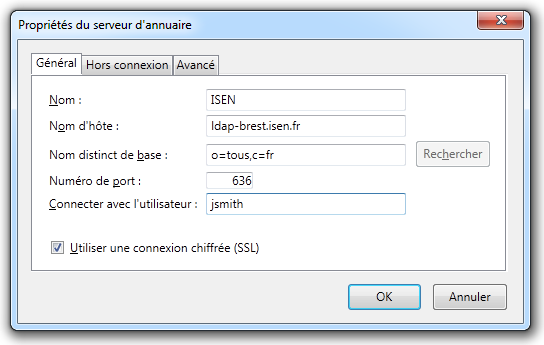 Propriétés du serveur d'annuaire
Général Hors connexion Avancé
Nom : ISEN
Nom d'hôte : ldap-brest.isen.fr
Nom distinct de base : o=tous,c=fr Rechercher
Numéro de port : 636
Connecter avec l'utilisateur : jsmith
Utiliser une connexion chiffrée (SSL)
OK Annuler